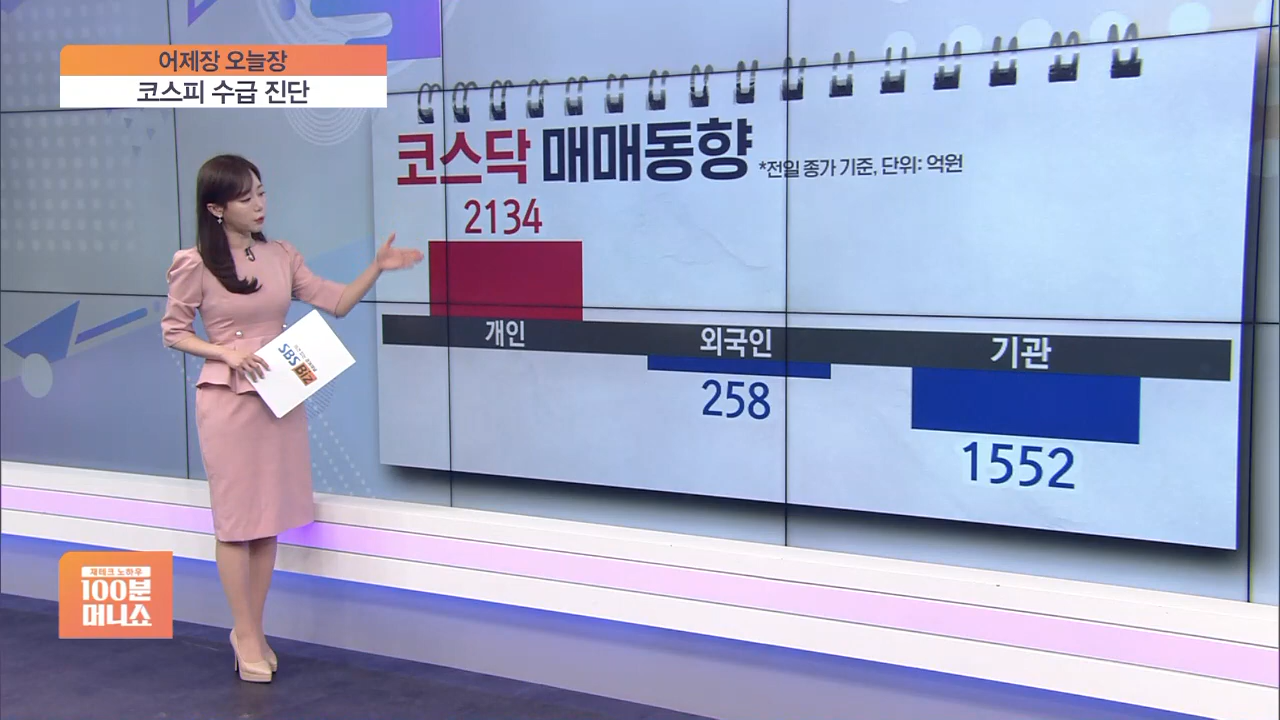 어제장 오늘장
코스피 수급 진단
코스닥 매매동향 *전일 종가 기준, 단위: 억원
2134
개인 외국인 기관
258
1552
SBS Biz
재테크 노하우
100분
머니쇼